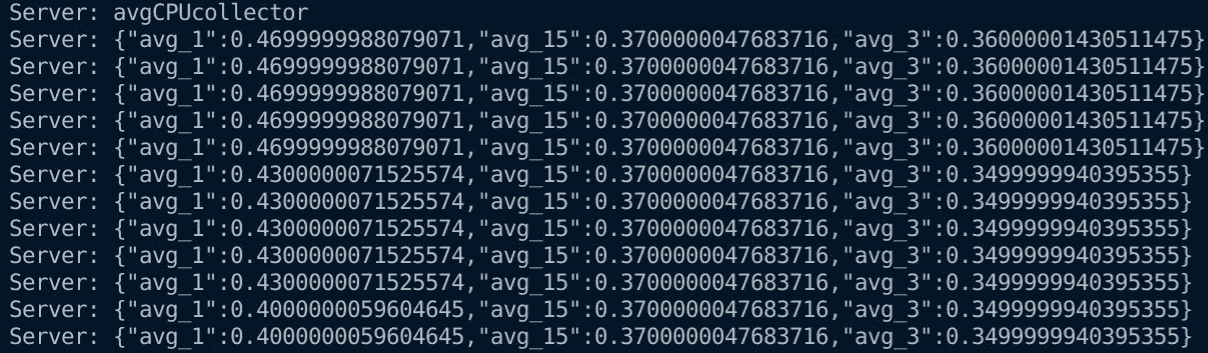 Server: avgCPUcollector
Server: {"avg_1":0.46999999880790710,"avg_15":0.3700000047683716,"avg_3":0.36000001430511475}
Server: {"avg_1":0.4699999988079071,"avg_15":0.3700000047683716,"avg_3":0.36000001430511475}
Server: {"avg_1":0.4699999988079071,"avg_15":0.3700000047683716,"avg_3":0.36000001430511475}
Server: {"avg_1":0.4699999988079071,"avg_15":0.3700000047683716,"avg_3":0.36000001430511475}
Server: {"avg_1":0.4699999988079071,"avg_15":0.3700000047683716,"avg_3":0.36000001430511475}
Server: {"avg_1":0.4300000071525574,"avg_15":0.3700000047683716,"avg_3":0.3499999940395355}
Server: {"avg_1":0.4300000071525574,"avg_15":0.3700000047683716,"avg_3":0.3499999940395355}
Server: {"avg_1":0.4300000071525574,"avg_15":0.3700000047683716,"avg_3":0.3499999940395355}
Server: {"avg_1":0.4300000071525574,"avg_15":0.3700000047683716,"avg_3":0.3499999940395355}
Server: {"avg_1":0.4300000071525574,"avg_15":0.3700000047683716,"avg_3":0.3499999940395355}
Server: {"avg_1":0.4000000059604645,"avg_15":0.3700000047683716,"avg_3":0.3499999940395355}
Server: {"avg_1":0.4000000059604645,"avg_15":0.3700000047683716,"avg_3":0.3499999940395355}